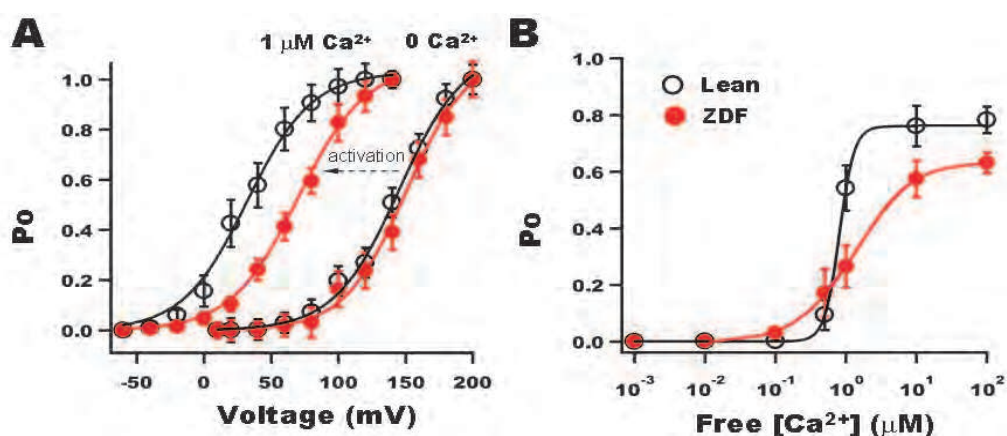 A
1 μM Ca²⁺ 0 Ca²⁺
1.0
0.8
0.6
0.4
0.2
0.0
Po
activation
-50 0 50 100 150 200
Voltage (mV)
B
Lean
ZDF
1.0
0.8
0.6
0.4
0.2
0.0
Po
10⁻³ 10⁻² 10⁻¹ 10⁰ 10¹ 10²
Free [Ca²⁺] (μM)